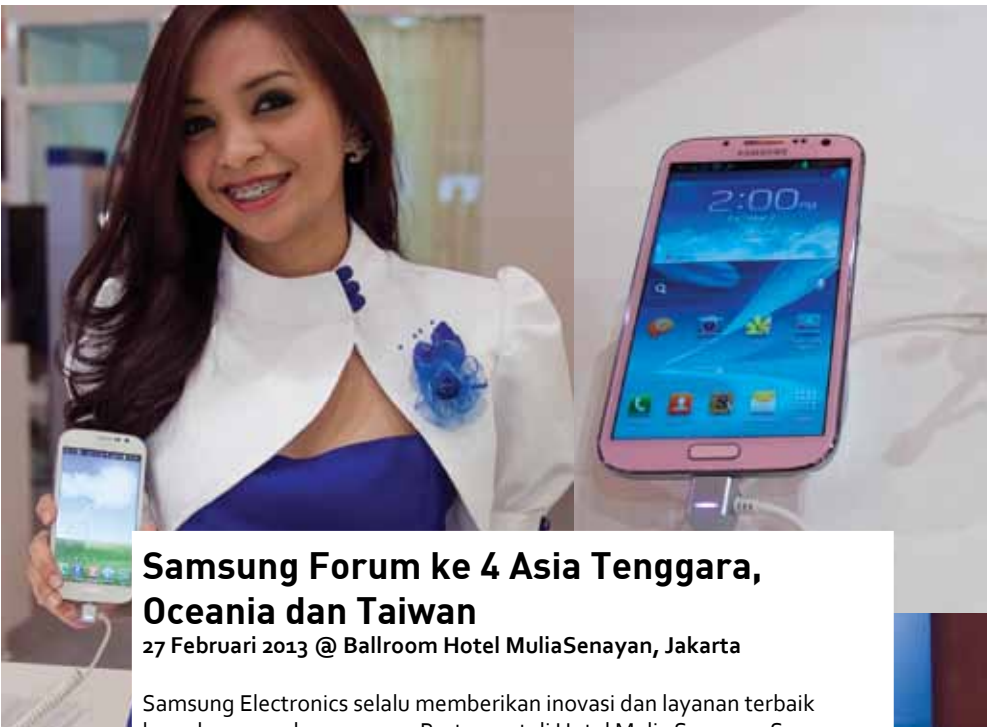 SAMSUNG
2:00 PM
Samsung Forum ke 4 Asia Tenggara,
Oceania dan Taiwan
27 Februari 2013 @ Ballroom Hotel MuliaSenayan, Jakarta
Samsung Electronics selalu memberikan inovasi dan layanan terbaik